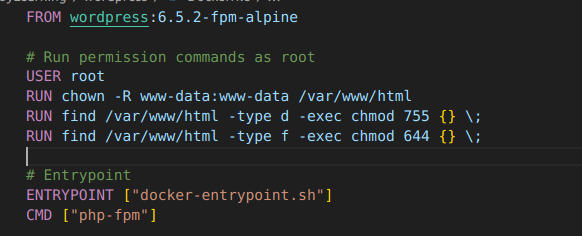 FROM wordpress:6.5.2-fpm-alpine
# Run permission commands as root
USER root
RUN chown -R www-data:www-data /var/www/html
RUN find /var/www/html -type d -exec chmod 755 {} \;
RUN find /var/www/html -type f -exec chmod 644 {} \;
# Entrypoint
ENTRYPOINT ["docker-entrypoint.sh"]
CMD ["php-fpm"]